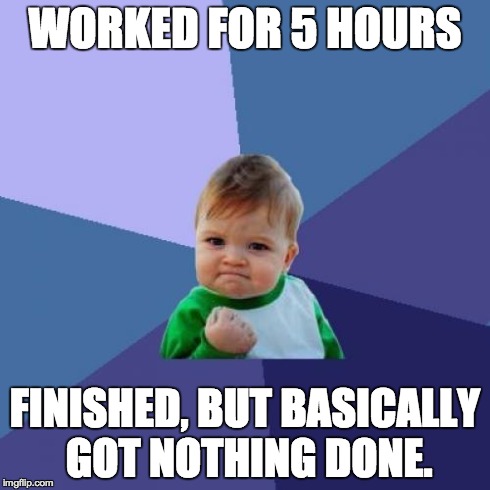 WORKED FOR 5 HOURS
FINISHED, BUT BASICALLY
GOT NOTHING DONE.
imgflip.com